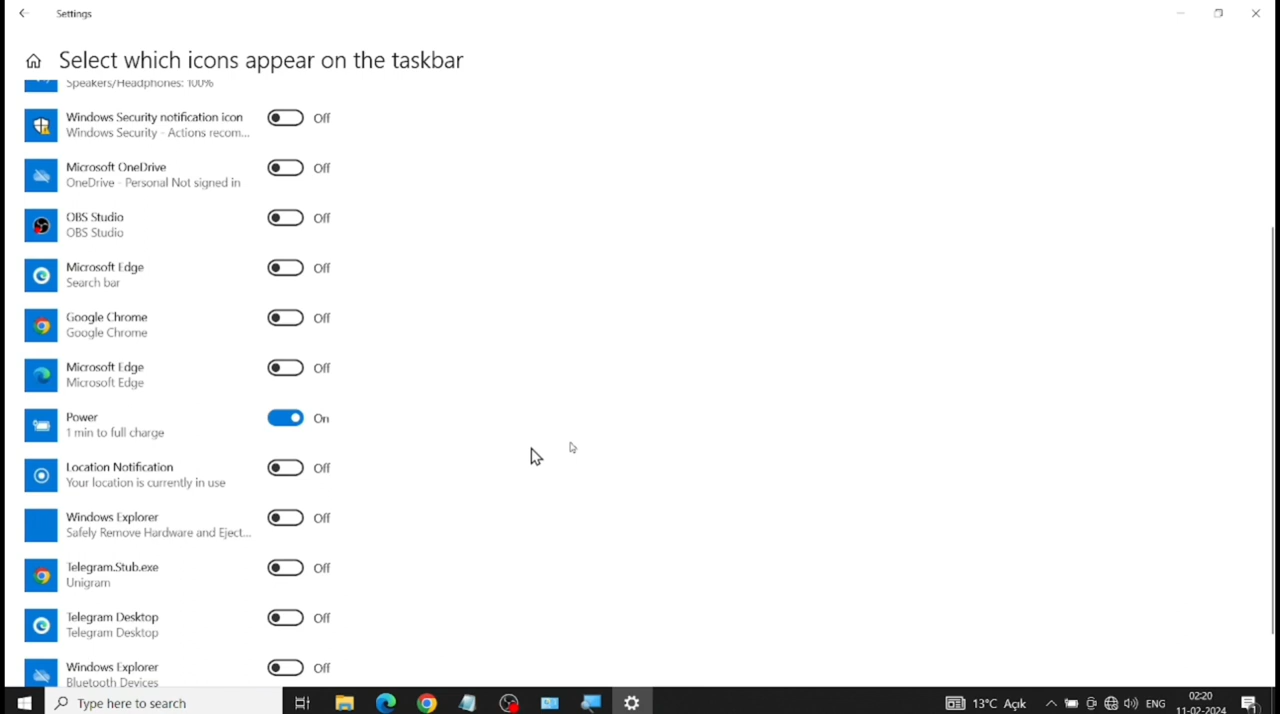 Settings
Select which icons appear on the taskbar
Speakers/Headphones: 100%
Windows Security notification icon
Off
Windows Security - Actions recom...
Microsoft OneDrive
Off
OneDrive - Personal Not signed in
OBS Studio
Off
OBS Studio
Microsoft Edge
Off
Search bar
Google Chrome
Off
Google Chrome
Microsoft Edge
Off
Microsoft Edge
Power
On
1 min to full charge
Location Notification
Off
Your location is currently in use
Windows Explorer
Off
Safely Remove Hardware and Eject...
Telegram.Stub.exe
Off
Unigram
Telegram Desktop
Off
Telegram Desktop
Windows Explorer
Off
Bluetooth Devices
Type here to search
13°C Açık
ENG
02:20
11-02-2024
1